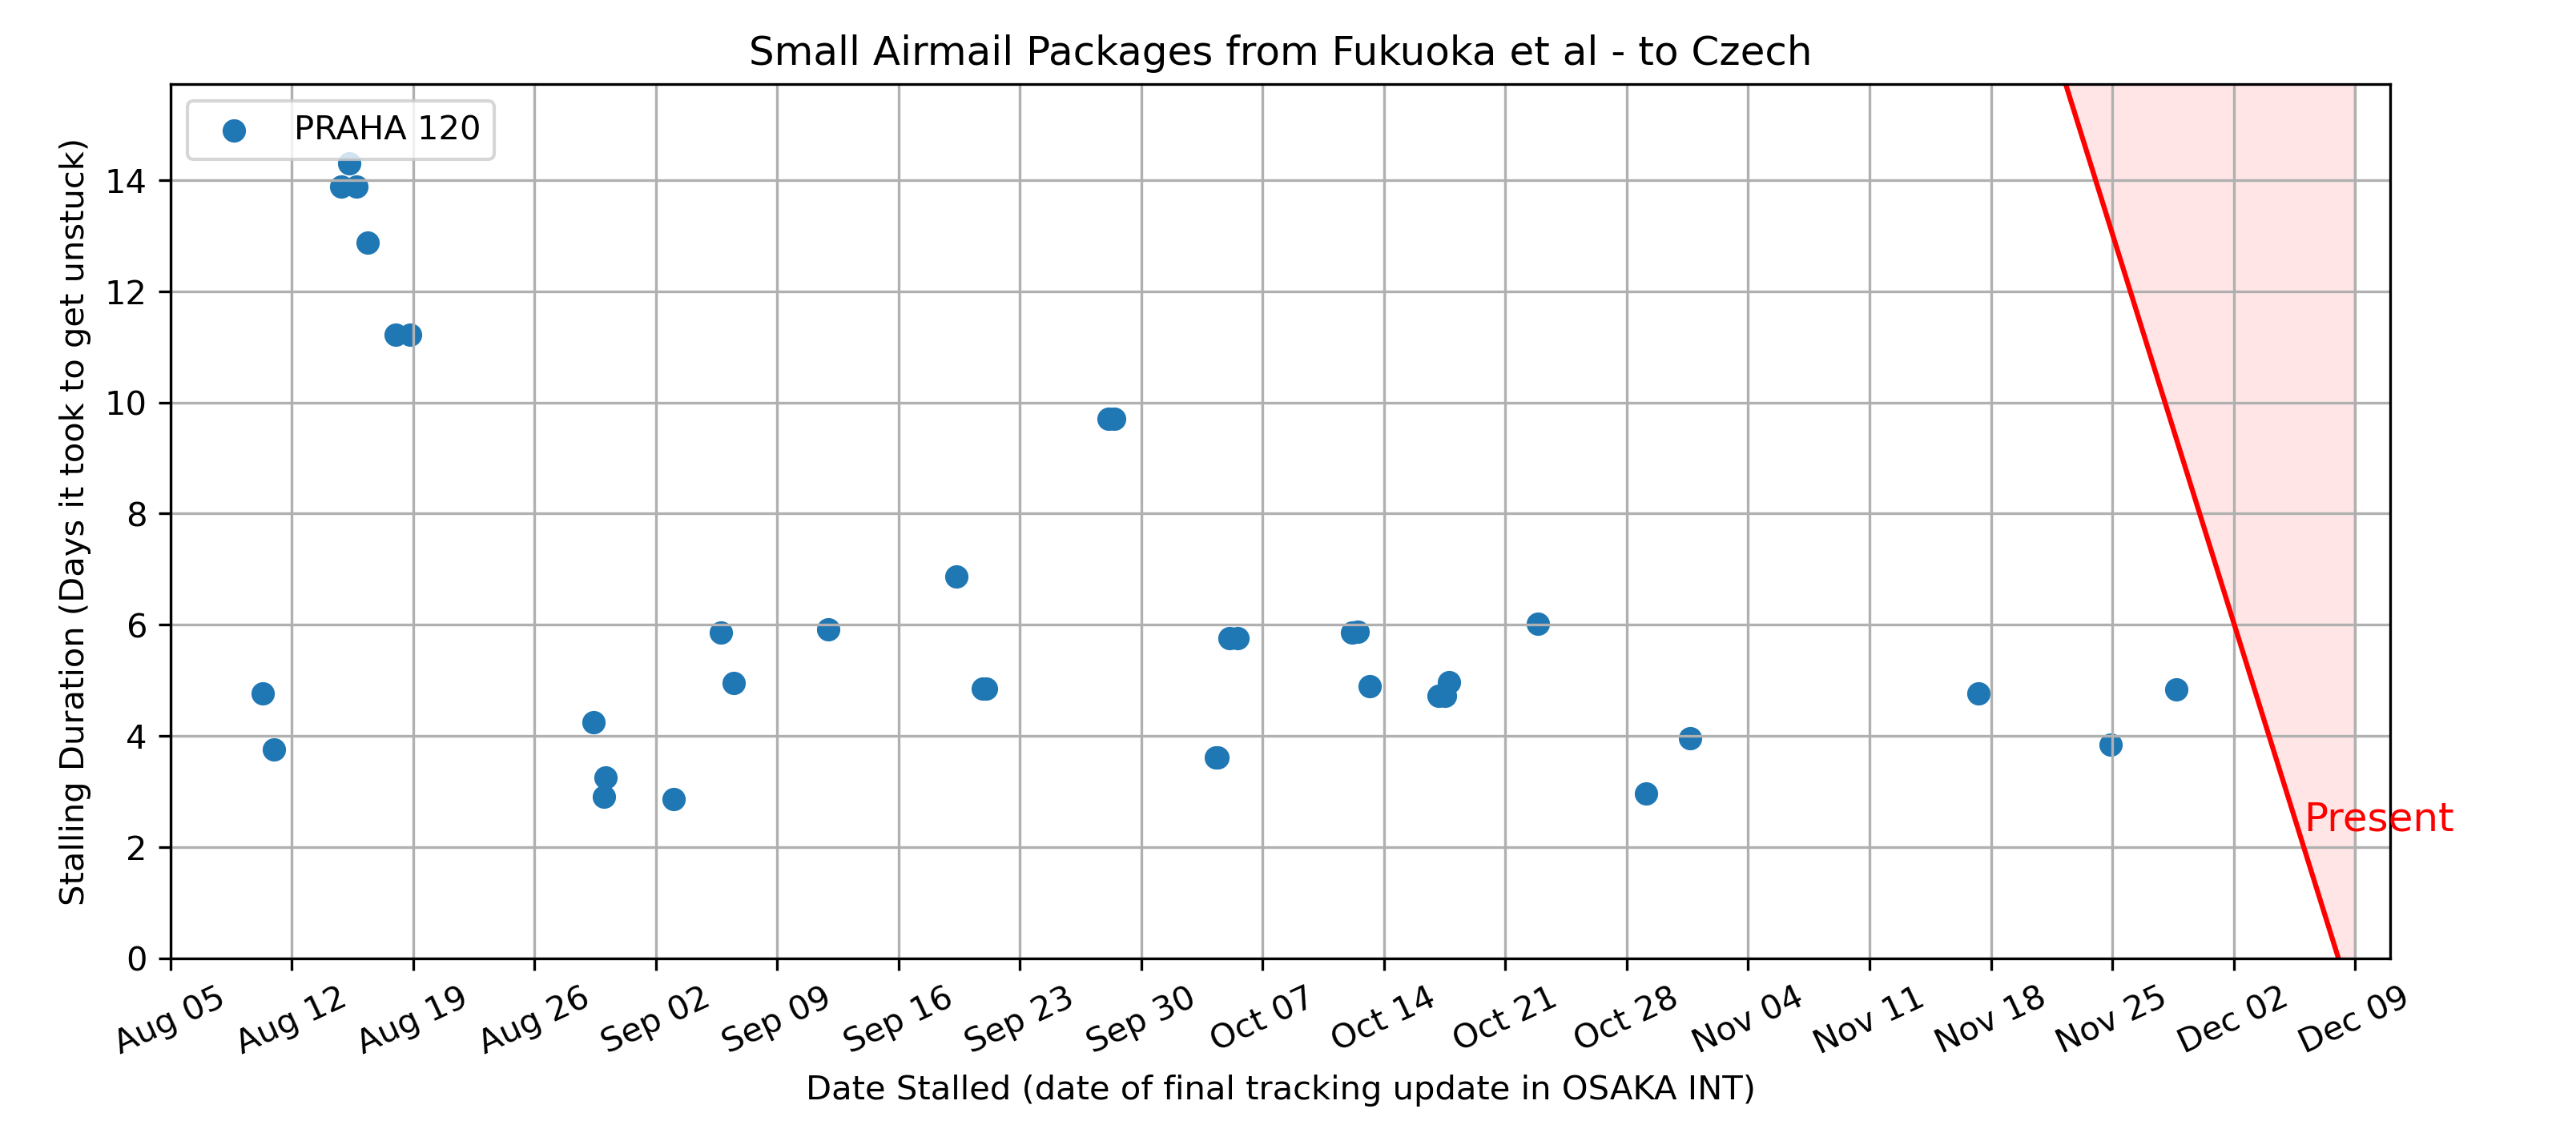 Small Airmail Packages from Fukuoka et al - to Czech
PRAHA 120
Stalling Duration (Days it took to get unstuck)
14
12
10
8
6
4
2
0
Present
Aug 05
Aug 12
Aug 19
Aug 26
Sep 02
Sep 09
Sep 16
Sep 23
Sep 30
Oct 07
Oct 14
Oct 21
Oct 28
Nov 04
Nov 11
Nov 18
Nov 25
Dec 02
Dec 09
Date Stalled (date of final tracking update in OSAKA INT)